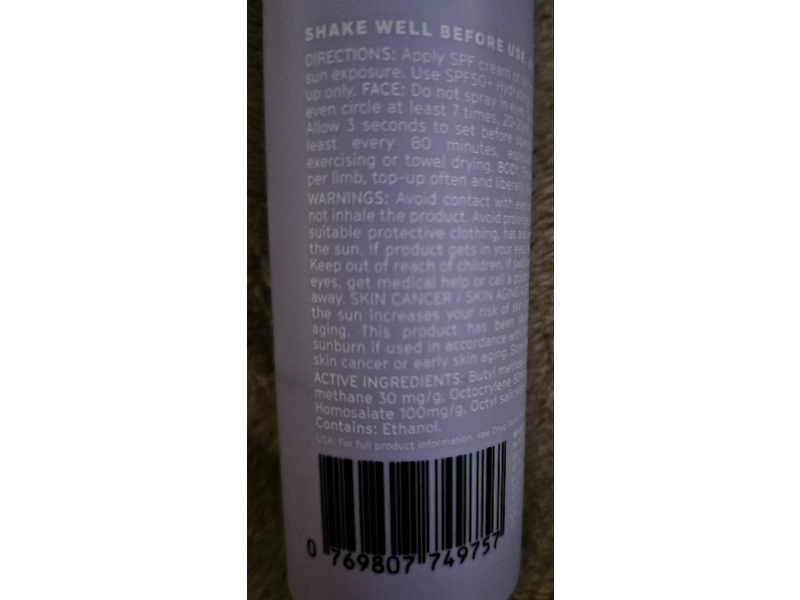 SHAKE WELL BEFORE USE.
DIRECTIONS: Apply SPF cream or
sun exposure. Use SPF50+
up only. FACE: Do not spray in eyes.
even circle at least 7 times,
Allow 3 seconds to set before
least every 80 minutes,
exercising or towel drying. BODY:
per limb, top-up often and liberally.
WARNINGS: Avoid contact with
not inhale the product. Avoid
suitable protective clothing, hat and
the sun. If product gets in your eyes,
Keep out of reach of children. If
eyes, get medical help or call a
away. SKIN CANCER / SKIN AGING
the sun increases your risk of
aging. This product has been
sunburn if used in accordance with
skin cancer or early skin aging.
ACTIVE INGREDIENTS: Butyl
methane 30 mg/g, Octocrylene
Homosalate 100mg/g, Octyl
Contains: Ethanol.
USA: For full product information, see Drug
0 769807 749757